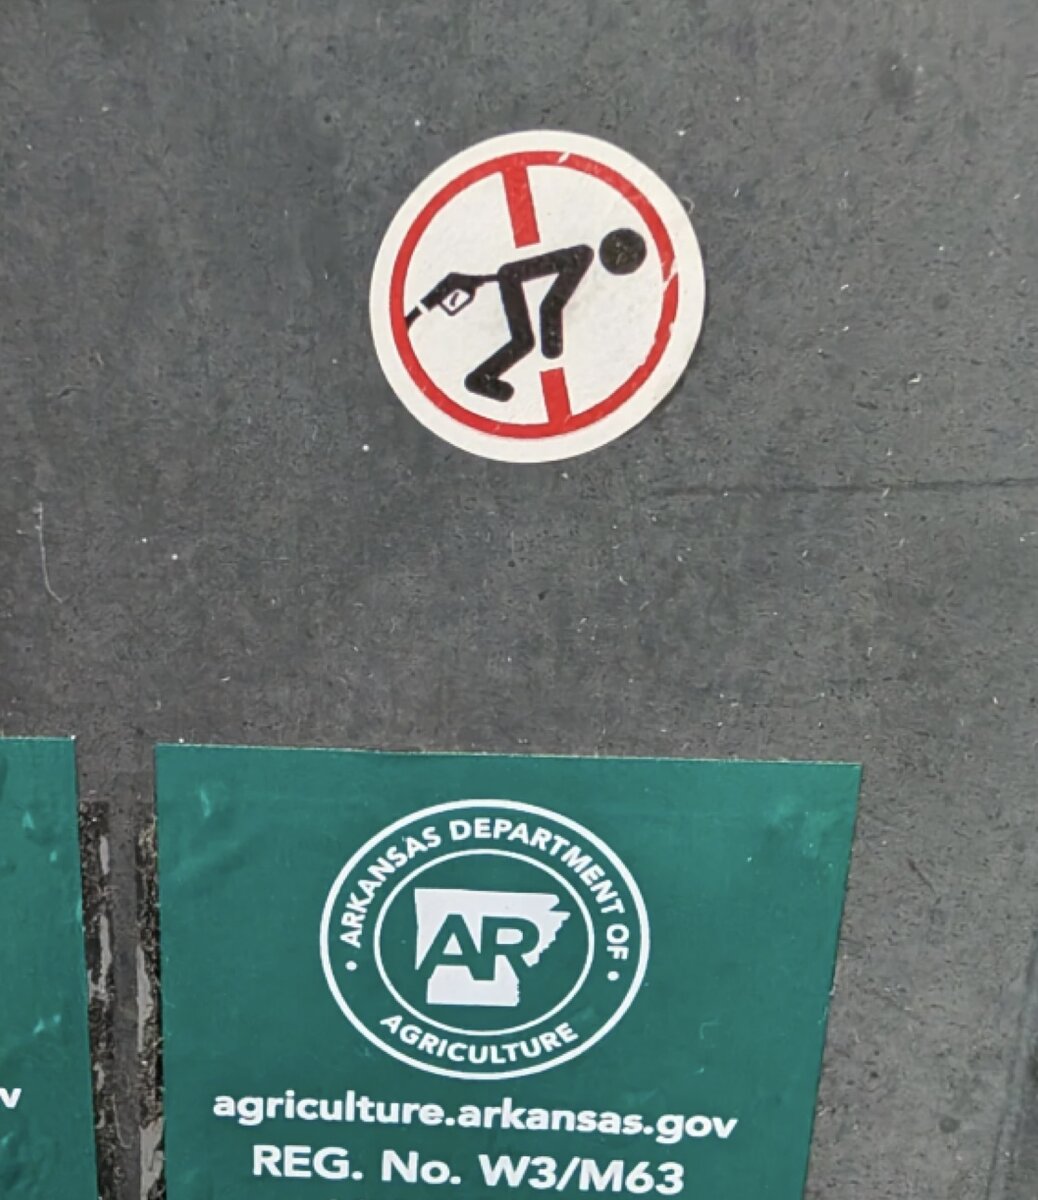 • ARKANSAS DEPARTMENT OF •
AR
AGRICULTURE
agriculture.arkansas.gov
REG. No. W3/M63
v